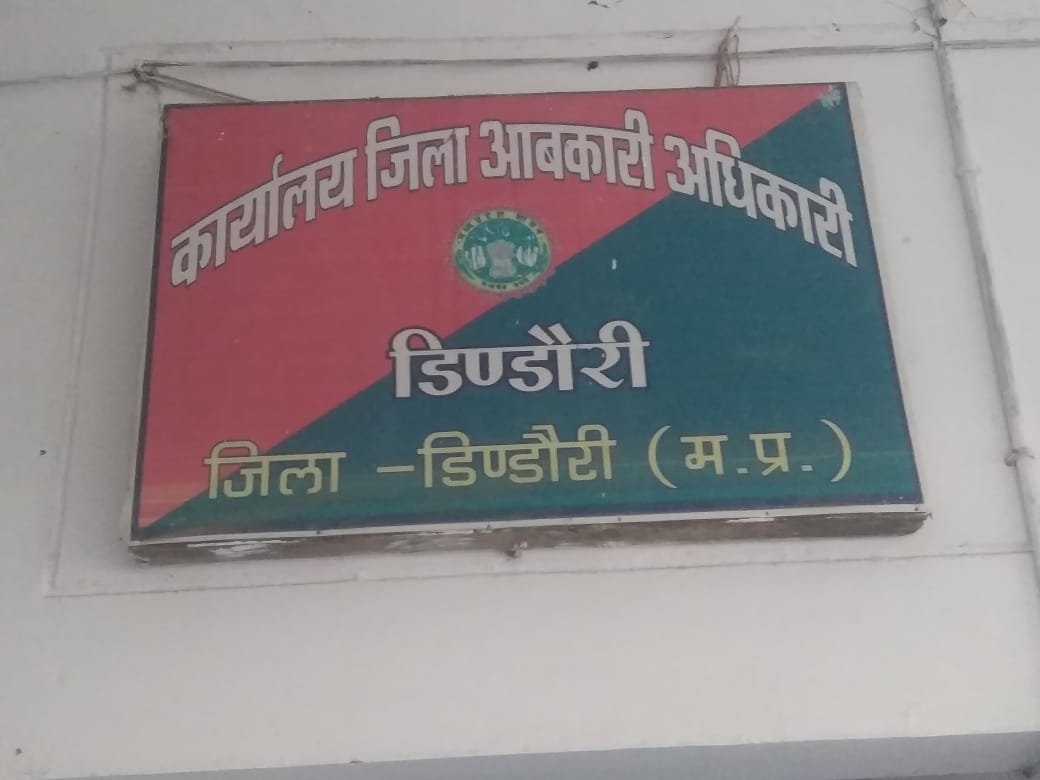 कार्यालय जिला आबकारी अधिकारी
डिण्डौरी
जिला - डिण्डौरी (म.प्र.)